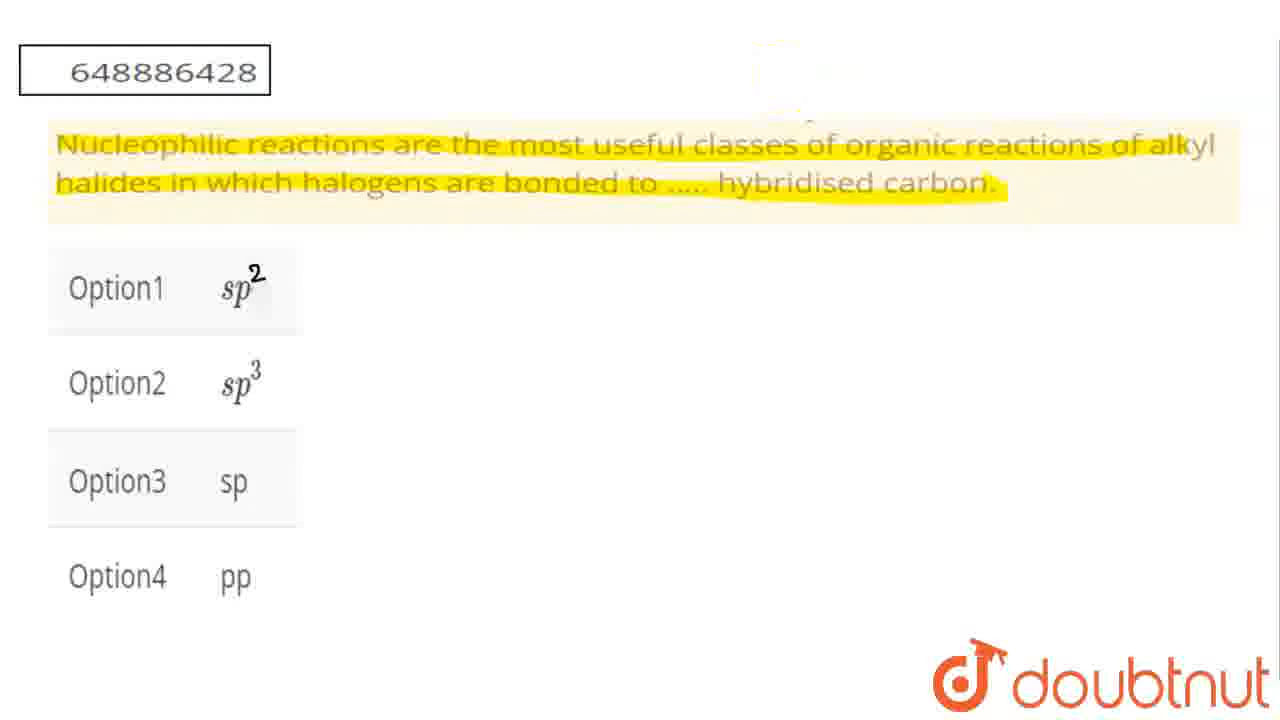 648886428
Nucleophilic reactions are the most useful classes of organic reactions of alkyl
halides in which halogens are bonded to ..... hybridised carbon.
Option1 sp²
Option2 sp³
Option3 sp
Option4 pp
doubtnut